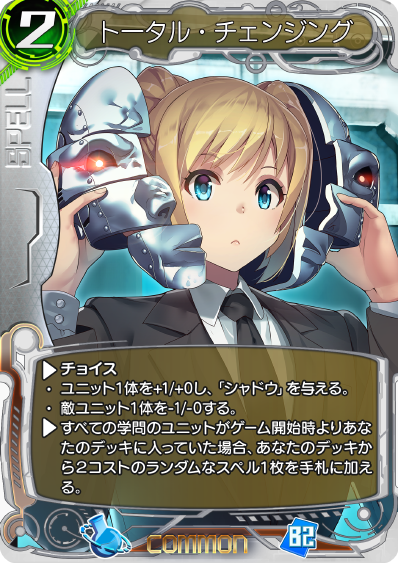 2
トータル・チェンジング
SPELL
▶チョイス
・ ユニット1体を+1/+0し、「シャドウ」を与える。
・ 敵ユニット1体を-1/-0する。
▶すべての学問のユニットがゲーム開始時よりあな
たのデッキに入っていた場合、あなたのデッキか
ら2コストのランダムなスペル1枚を手札に加え
る。
COMMON
B2